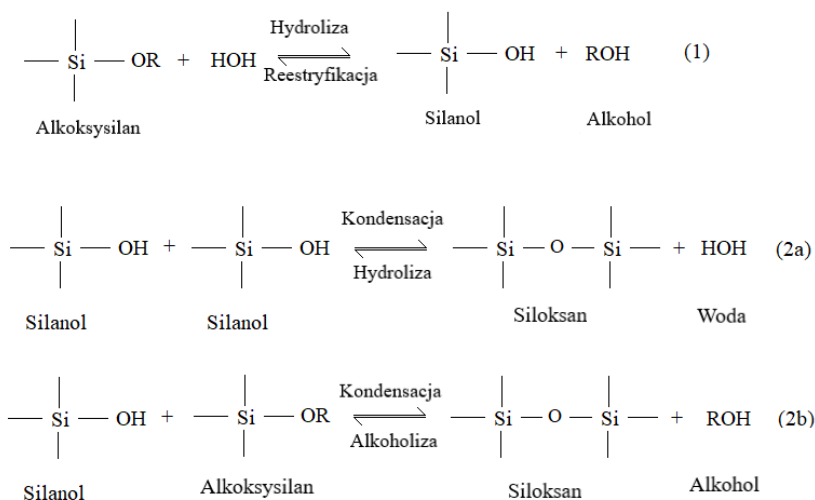 Hydroliza
Si — OR + HOH ⇌ Si — OH + ROH (1)
Reestryfikacja
Alkoksysilan Silanol Alkohol
Kondensacja
Si — OH + Si — OH ⇌ Si — O — Si + HOH (2a)
Hydroliza
Silanol Silanol Siloksan Woda
Kondensacja
Si — OH + Si — OR ⇌ Si — O — Si + ROH (2b)
Alkoholiza
Silanol Alkoksysilan Siloksan Alkohol